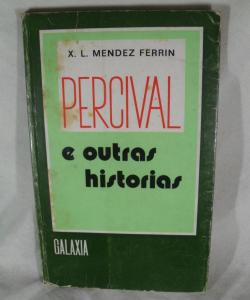 X. L. MENDEZ FERRIN
PERCIVAL
e outras
historias
GALAXIA